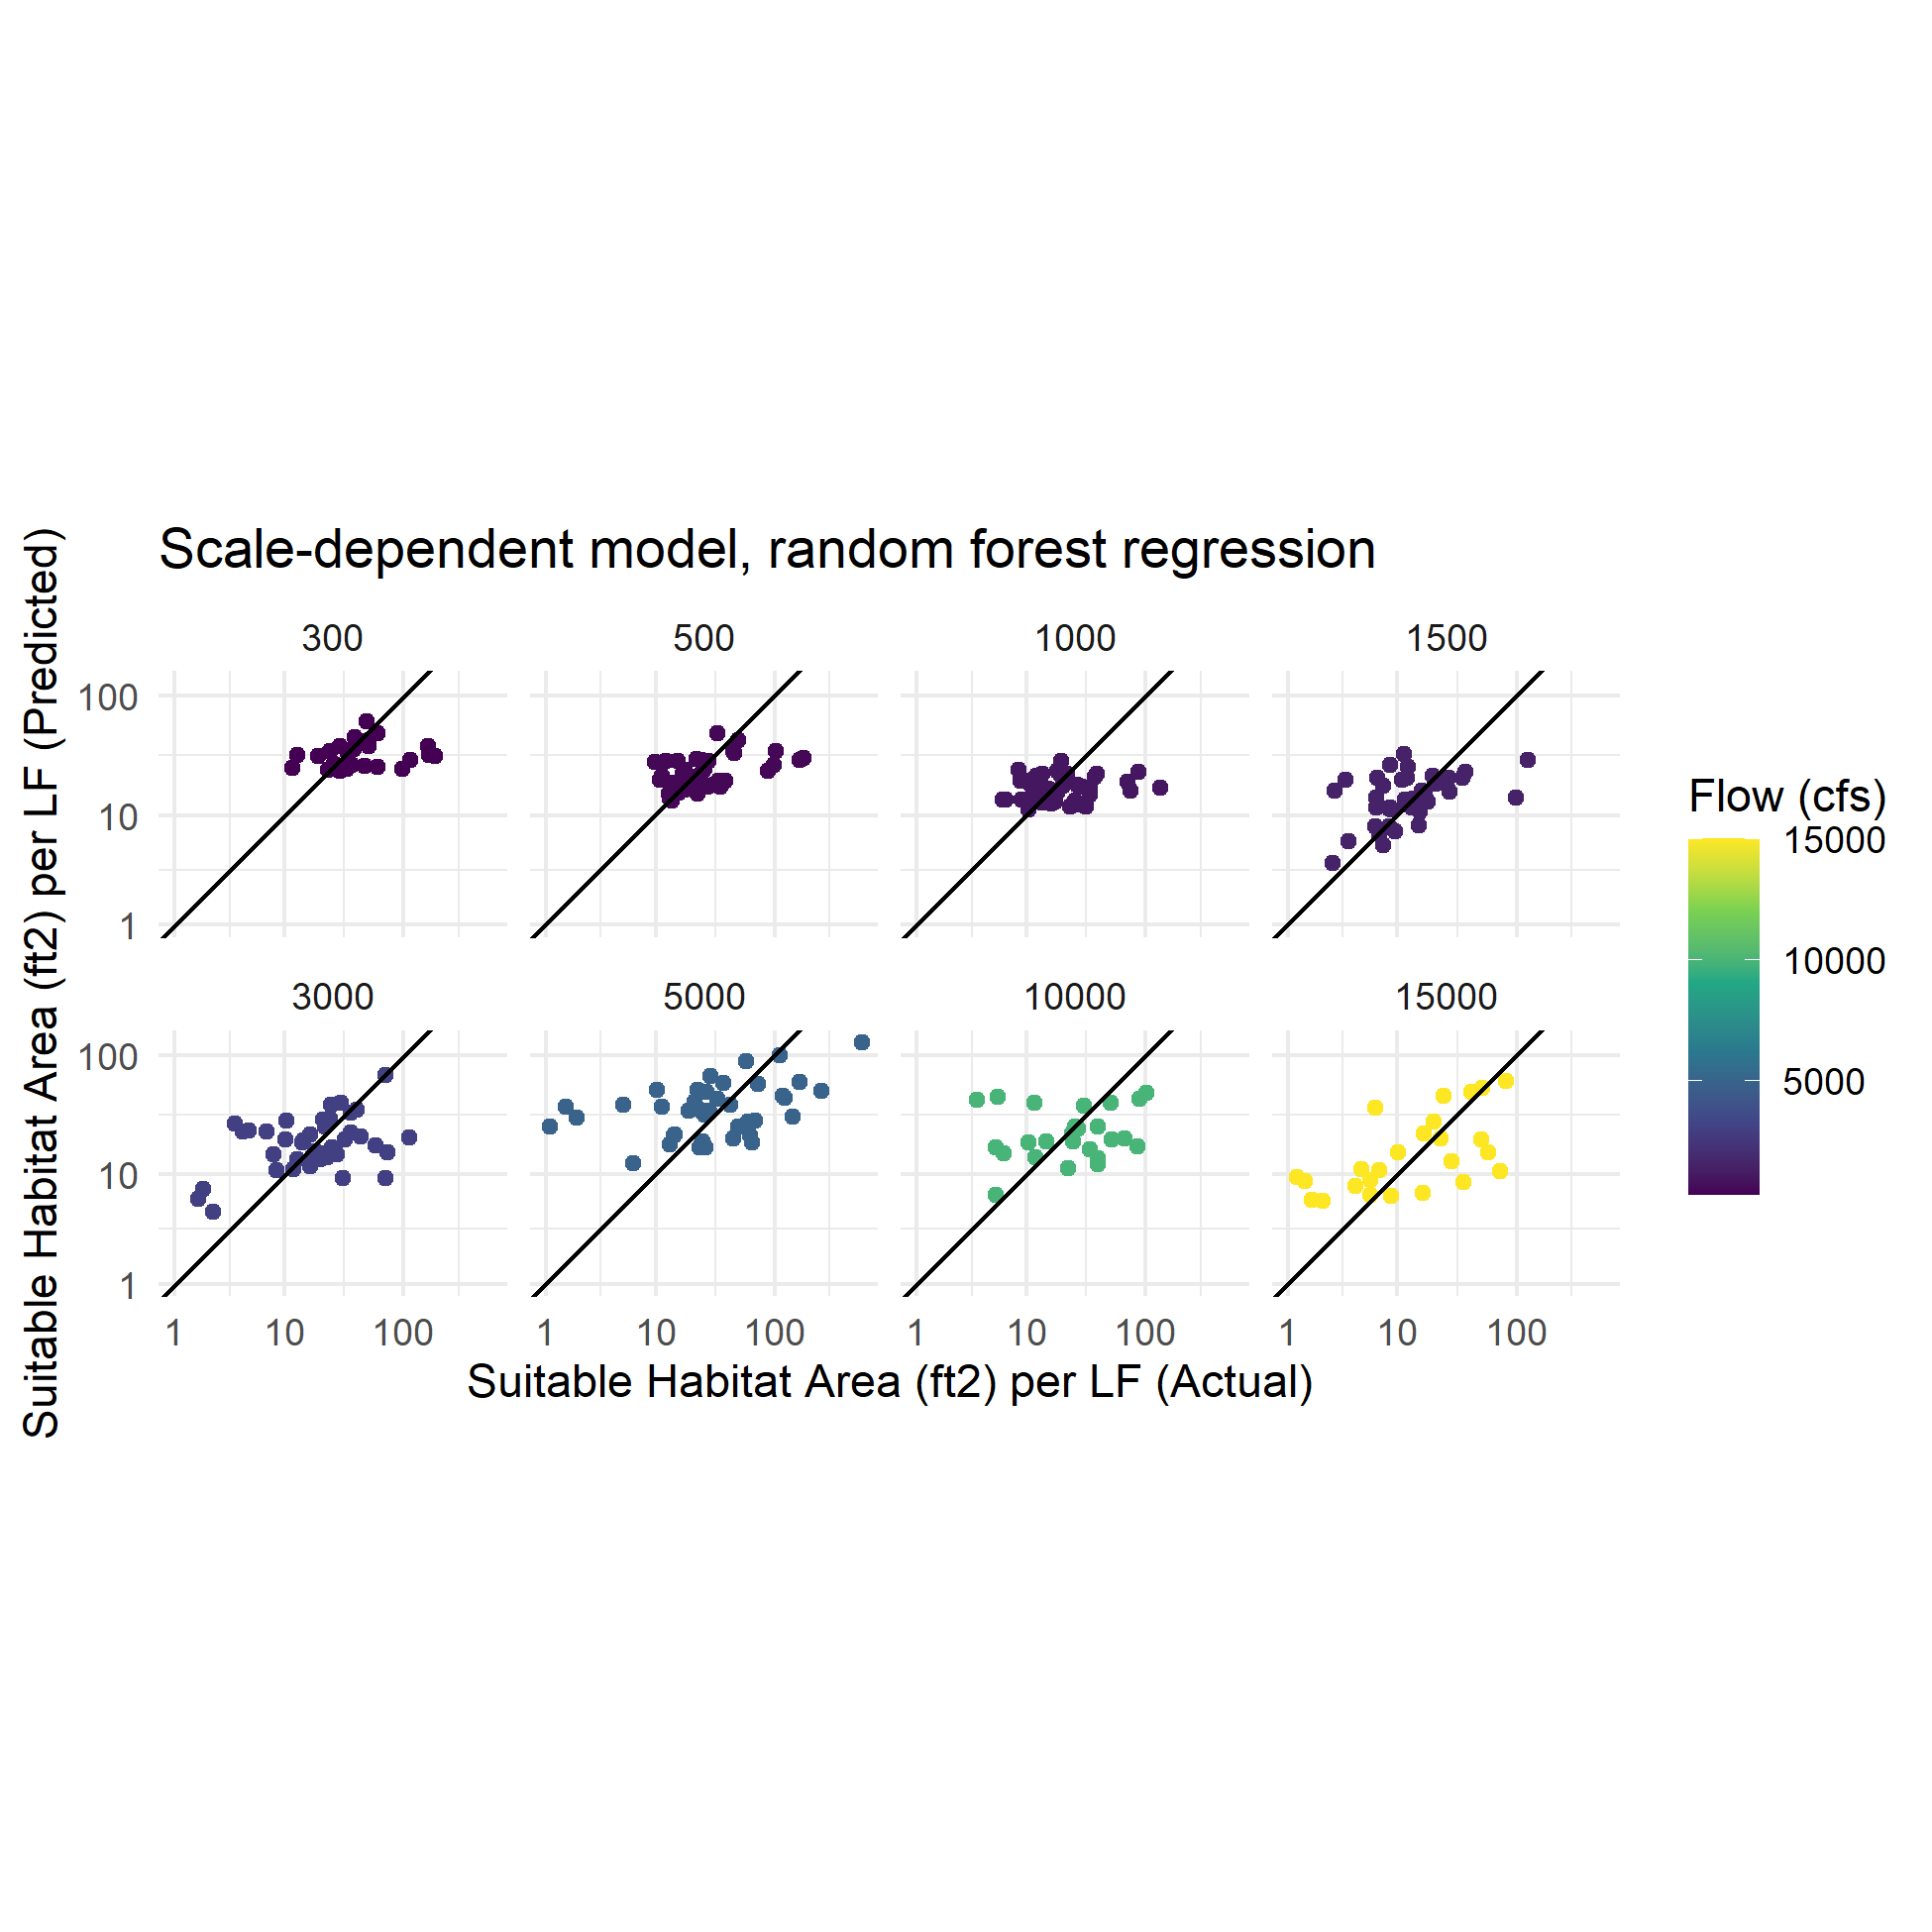 Scale-dependent model, random forest regression
Suitable Habitat Area (ft2) per LF (Predicted)
300 500 1000 1500
100
10
1
3000 5000 10000 15000
100
10
1
1 10 100 1 10 100 1 10 100 1 10 100
Suitable Habitat Area (ft2) per LF (Actual)
Flow (cfs)
15000
10000
5000